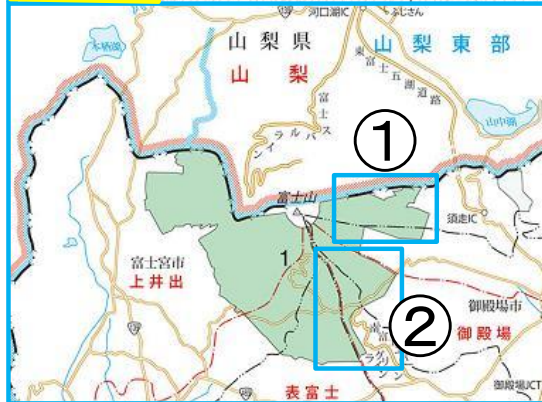 河口湖IC
ふじさん
本栖湖
山梨県
山梨東部
山梨
東富士五湖道路
富士スバルライン
山中湖
①
富士山
須走IC
1
富士宮市
上井出
御殿場市
②
御殿場
表富士
御殿場JCT